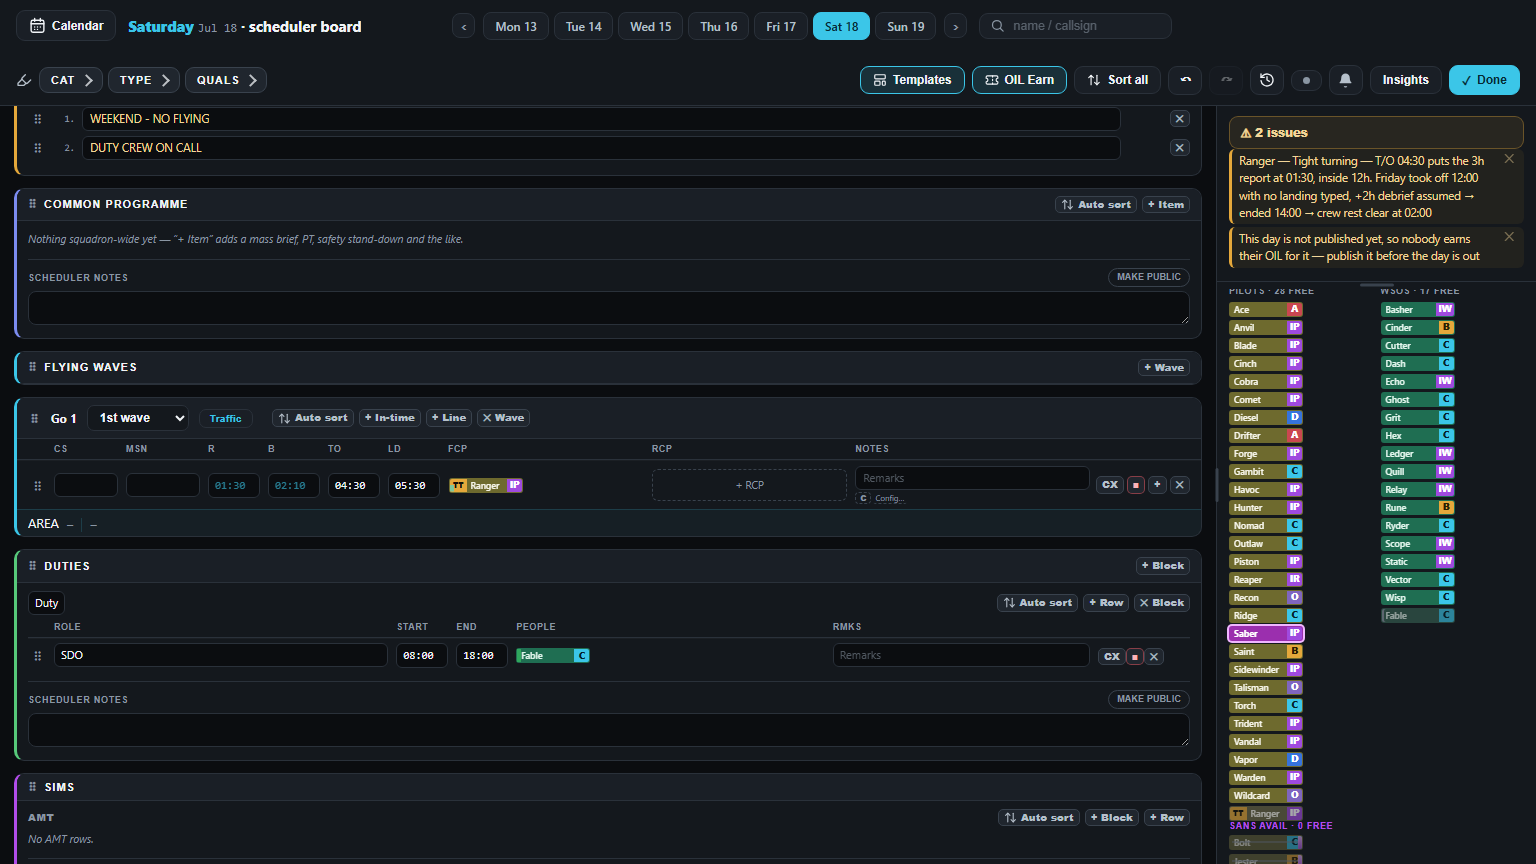 Calendar
Saturday Jul 18 · scheduler board
‹ Mon 13 Tue 14 Wed 15 Thu 16 Fri 17 Sat 18 Sun 19 ›
name / callsign
CAT TYPE QUALS
Templates OIL Earn Sort all Insights ✓ Done
1. WEEKEND - NO FLYING
2. DUTY CREW ON CALL
COMMON PROGRAMME
Auto sort + Item
Nothing squadron-wide yet — "+ Item" adds a mass brief, PT, safety stand-down and the like.
SCHEDULER NOTES MAKE PUBLIC
FLYING WAVES
+ Wave
Go 1 1st wave Traffic Auto sort + In-time + Line × Wave
CS MSN R B TO LD FCP RCP NOTES
01:30 02:10 04:30 05:30 TT Ranger IP + RCP Remarks CX + ×
C Config...
AREA – –
DUTIES
+ Block
Duty
Auto sort + Row × Block
ROLE START END PEOPLE RMKS
SDO 08:00 18:00 Fable C Remarks CX ×
SCHEDULER NOTES MAKE PUBLIC
SIMS
AMT
Auto sort + Block + Row
No AMT rows.
⚠ 2 issues
Ranger — Tight turning — T/O 04:30 puts the 3h
report at 01:30, inside 12h. Friday took off 12:00
with no landing typed, +2h debrief assumed →
ended 14:00 → crew rest clear at 02:00
This day is not published yet, so nobody earns
their OIL for it — publish it before the day is out
PILOTS · 28 FREE
Ace A
Anvil IP
Blade IP
Cinch IP
Cobra IP
Comet IP
Diesel D
Drifter A
Forge IP
Gambit C
Havoc IP
Hunter IP
Nomad C
Outlaw C
Piston IP
Reaper IR
Recon O
Ridge C
Saber IP
Saint B
Sidewinder IP
Talisman O
Torch C
Trident IP
Vandal IP
Vapor D
Warden IP
Wildcard O
TT Ranger IP
WSOS · 17 FREE
Basher IW
Cinder B
Cutter C
Dash C
Echo IW
Ghost C
Grit C
Hex C
Ledger IW
Quill IW
Relay IW
Rune B
Ryder C
Scope IW
Static IW
Vector C
Wisp C
Fable C
SANS AVAIL · 0 FREE
Bolt C
Jester B